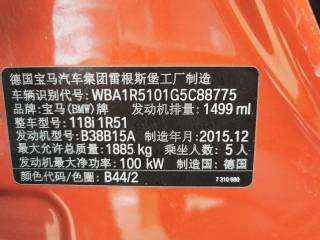 德国宝马汽车集团雷根斯堡工厂制造
车辆识别代号: WBA1R5101G5C88775
品牌: 宝马(BMW)牌 发动机排量: 1499 ml
整车型号: 118i 1R51
发动机型号: B38B15A 制造年月: 2015.12
最大允许总质量: 1885 kg 乘坐人数: 5 人
发动机最大净功率: 100 kW 制造国: 德国
颜色代码/色圈: B44/2
7 310 680